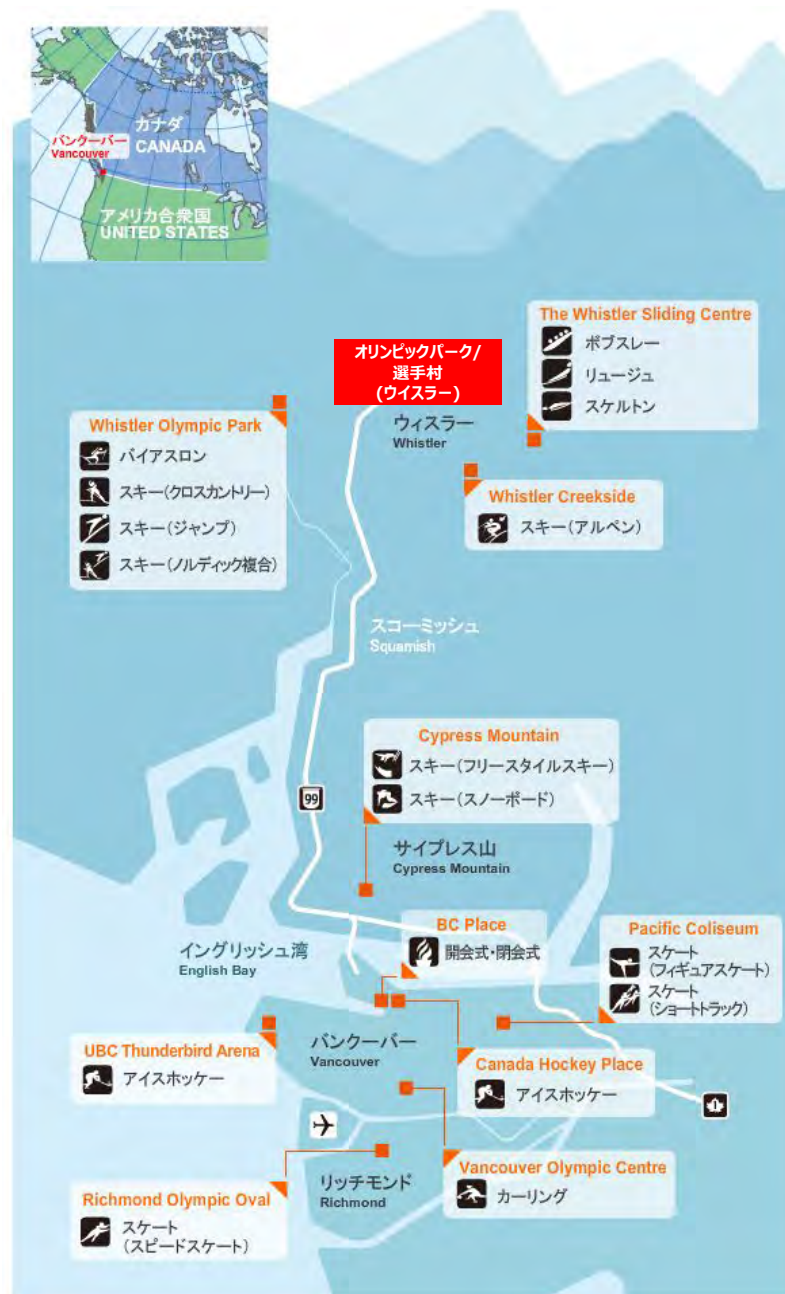 カナダ
CANADA
バンクーバー
Vancouver
アメリカ合衆国
UNITED STATES
The Whistler Sliding Centre
ボブスレー
リュージュ
スケルトン
オリンピックパーク/
選手村
(ウイスラー)
ウィスラー
Whistler
Whistler Olympic Park
バイアスロン
スキー(クロスカントリー)
スキー(ジャンプ)
スキー(ノルディック複合)
Whistler Creekside
スキー(アルペン)
スコーミッシュ
Squamish
Cypress Mountain
スキー(フリースタイルスキー)
スキー(スノーボード)
99
サイプレス山
Cypress Mountain
BC Place
開会式・閉会式
Pacific Coliseum
スケート
(フィギュアスケート)
スケート
(ショートトラック)
イングリッシュ湾
English Bay
バンクーバー
Vancouver
UBC Thunderbird Arena
アイスホッケー
Canada Hockey Place
アイスホッケー
1
Vancouver Olympic Centre
カーリング
リッチモンド
Richmond
Richmond Olympic Oval
スケート
(スピードスケート)